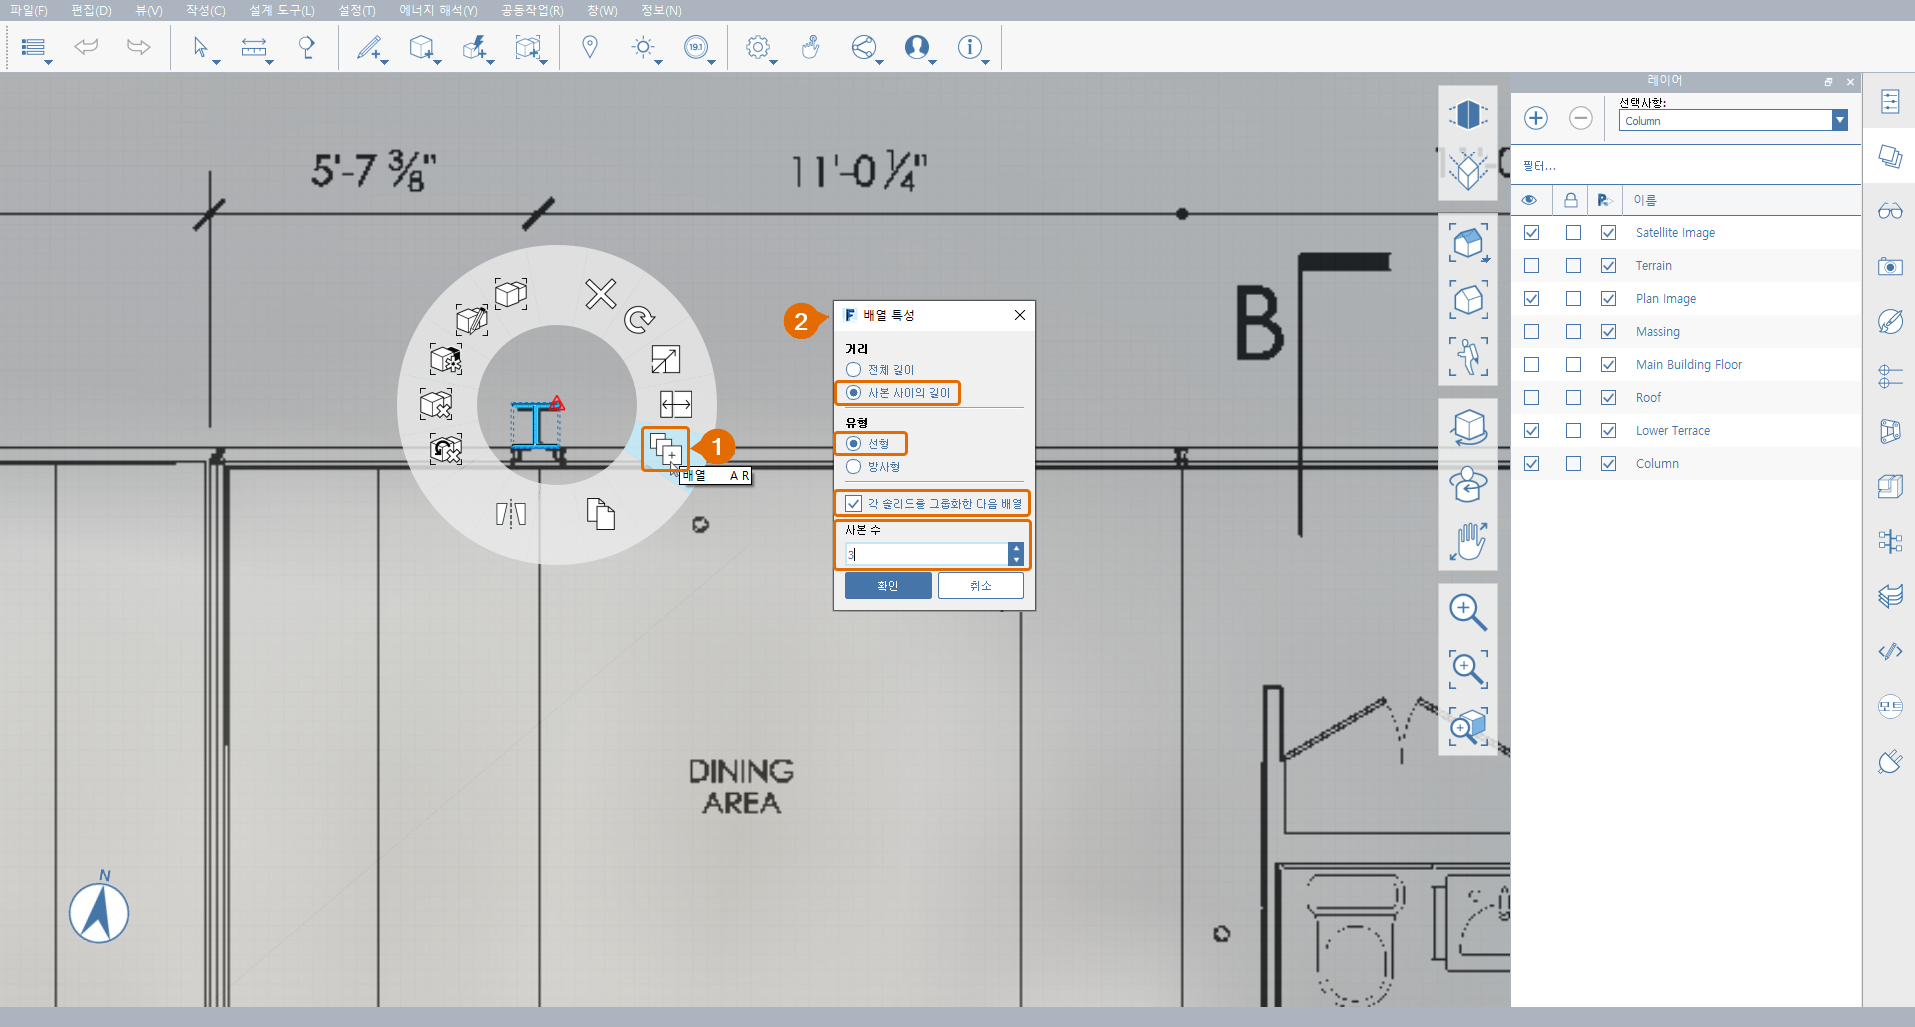 파일(F) 편집(D) 뷰(V) 작성(C) 설계 도구(L) 설정(T) 에너지 해석(Y) 공동작업(R) 창(W) 정보(N)
19.1
레이어
선택사항:
Column
필터...
이름
Satellite Image
Terrain
Plan Image
Massing
Main Building Floor
Roof
Lower Terrace
Column
5'-7 3/8"
11'-0 1/4"
B
1
배열 A R
2
배열 특성
거리
전체 길이
사본 사이의 길이
유형
선형
방사형
각 솔리드를 그룹화한 다음 배열
사본 수
3
확인
취소
DINING
AREA
N
모드